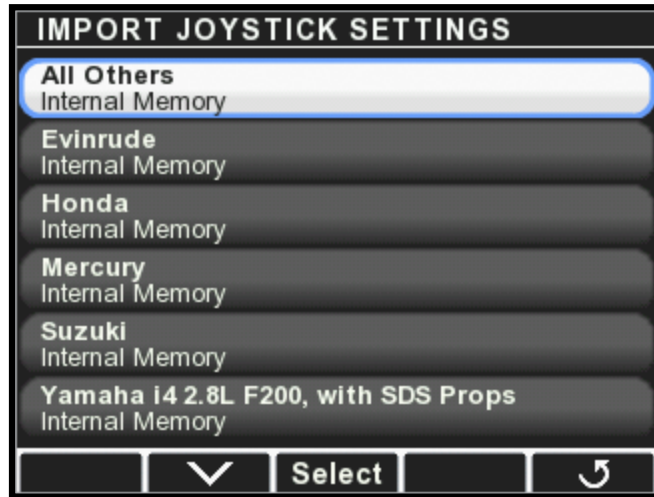 IMPORT JOYSTICK SETTINGS
All Others
Internal Memory
Evinrude
Internal Memory
Honda
Internal Memory
Mercury
Internal Memory
Suzuki
Internal Memory
Yamaha i4 2.8L F200, with SDS Props
Internal Memory
Select